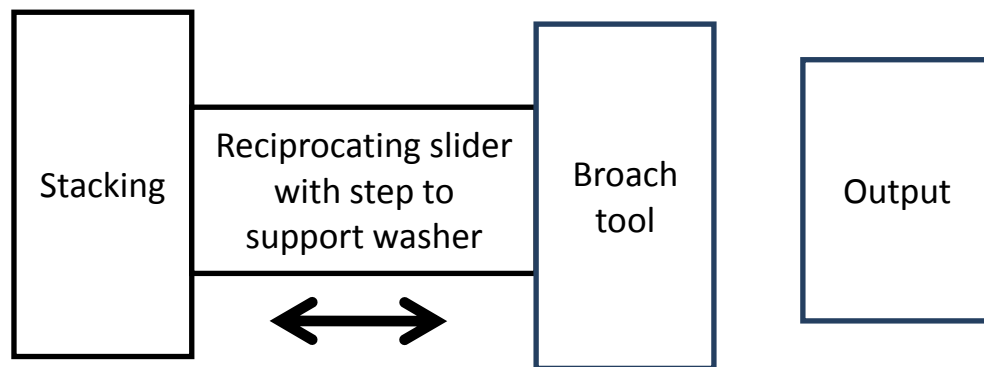 Stacking
Reciprocating slider
with step to
support washer
Broach
tool
Output